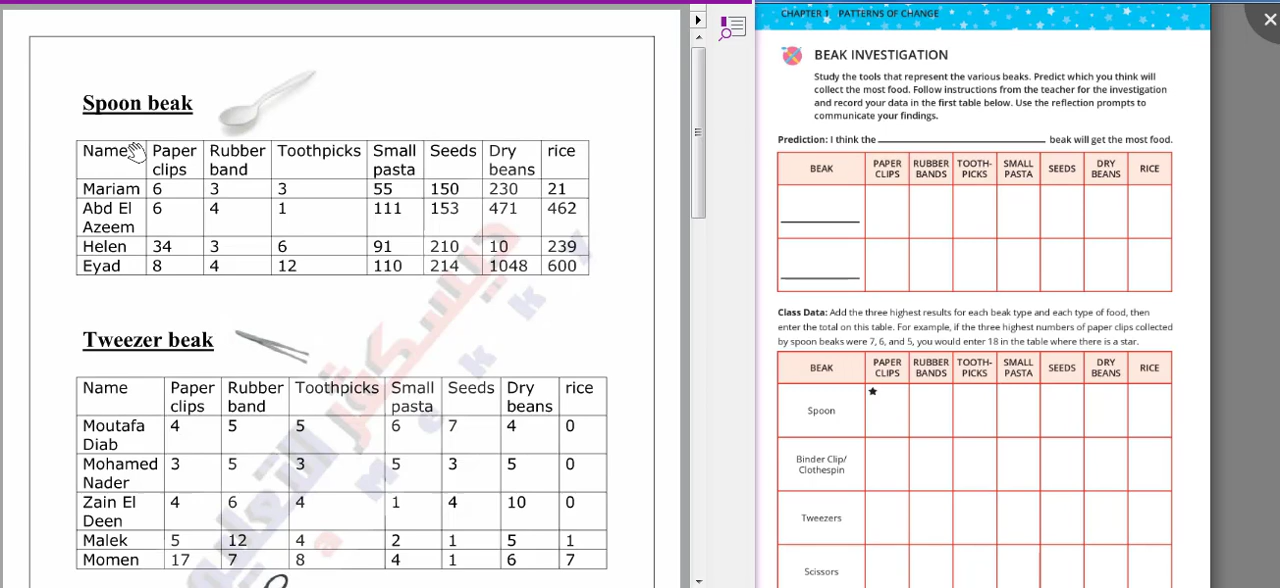 Spoon beak
Name Paper clips Rubber band Toothpicks Small pasta Seeds Dry beans rice
Mariam 6 3 3 55 150 230 21
Abd El Azeem 6 4 1 111 153 471 462
Helen 34 3 6 91 210 10 239
Eyad 8 4 12 110 214 1048 600
Tweezer beak
Name Paper clips Rubber band Toothpicks Small pasta Seeds Dry beans rice
Moutafa Diab 4 5 5 6 7 4 0
Mohamed Nader 3 5 3 5 3 5 0
Zain El Deen 4 6 4 1 4 10 0
Malek 5 12 4 2 1 5 1
Momen 17 7 8 4 1 6 7
CHAPTER 1 PATTERNS OF CHANGE
BEAK INVESTIGATION
Study the tools that represent the various beaks. Predict which you think will
collect the most food. Follow instructions from the teacher for the investigation
and record your data in the first table below. Use the reflection prompts to
communicate your findings.
Prediction: I think the beak will get the most food.
BEAK PAPER CLIPS RUBBER BANDS TOOTH-PICKS SMALL PASTA SEEDS DRY BEANS RICE
Class Data: Add the three highest results for each beak type and each type of food, then
enter the total on this table. For example, if the three highest numbers of paper clips collected
by spoon beaks were 7, 6, and 5, you would enter 18 in the table where there is a star.
BEAK PAPER CLIPS RUBBER BANDS TOOTH-PICKS SMALL PASTA SEEDS DRY BEANS RICE
Spoon
Binder Clip/
Clothespin
Tweezers
Scissors